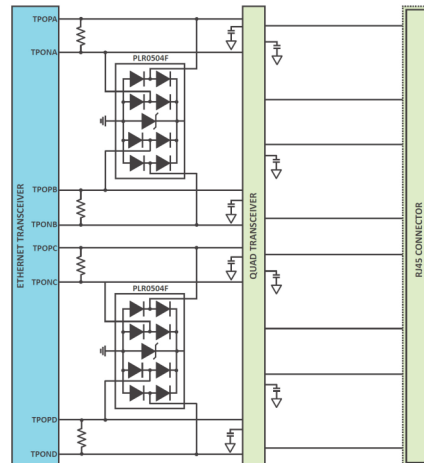 TPOPA
TPONA
PLR0504F
TPOPB
TPONB
TPOPC
TPONC
PLR0504F
TPOPD
TPOND
ETHERNET TRANSCEIVER
QUAD TRANSCEIVER
RJ45 CONNECTOR